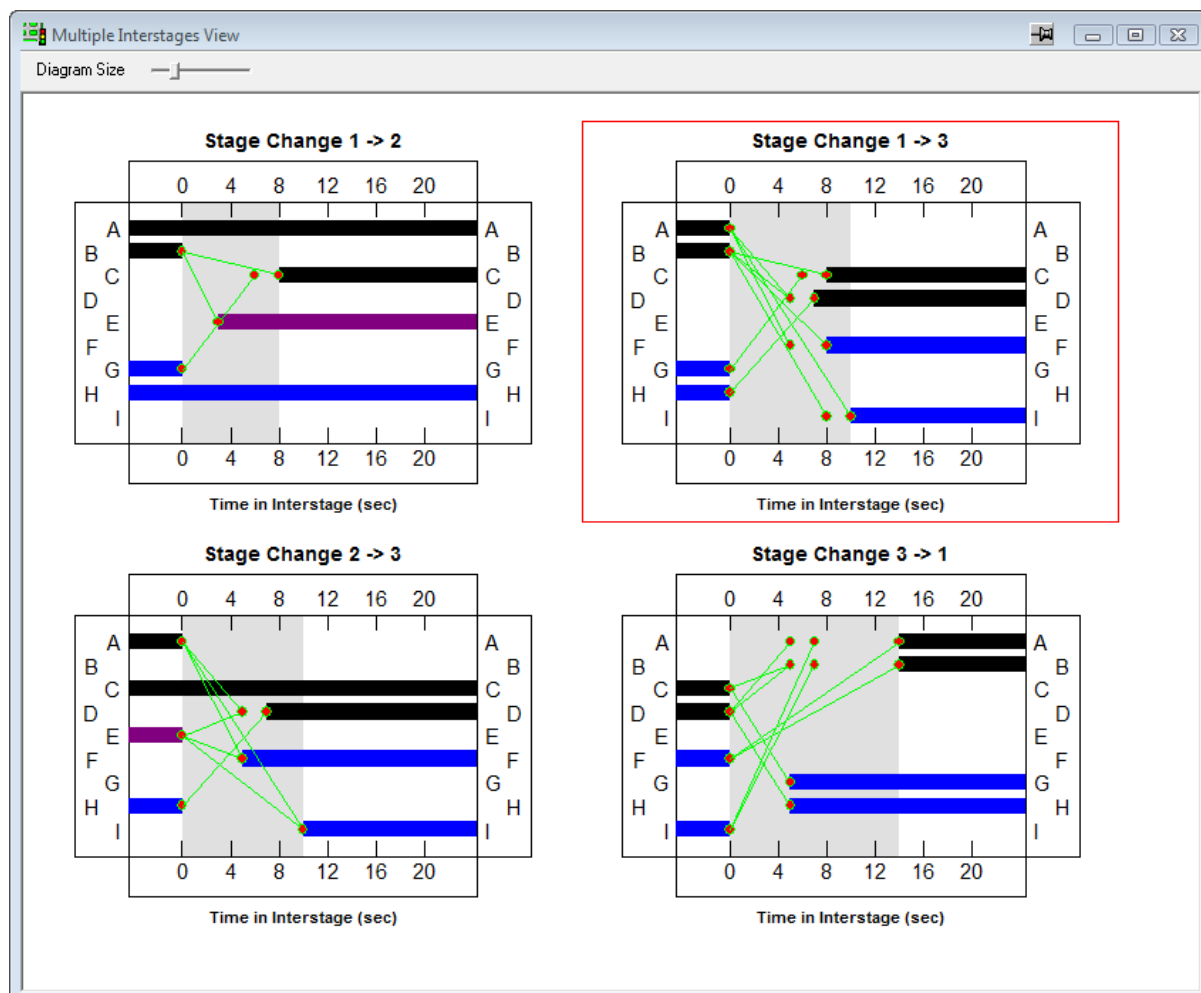 Multiple Interstages View
Diagram Size
Stage Change 1 -> 2
0 4 8 12 16 20
A A
B B
C C
D D
E E
F F
G G
H H
I I
0 4 8 12 16 20
Time in Interstage (sec)
Stage Change 1 -> 3
0 4 8 12 16 20
A A
B B
C C
D D
E E
F F
G G
H H
I I
0 4 8 12 16 20
Time in Interstage (sec)
Stage Change 2 -> 3
0 4 8 12 16 20
A A
B B
C C
D D
E E
F F
G G
H H
I I
0 4 8 12 16 20
Time in Interstage (sec)
Stage Change 3 -> 1
0 4 8 12 16 20
A A
B B
C C
D D
E E
F F
G G
H H
I I
0 4 8 12 16 20
Time in Interstage (sec)